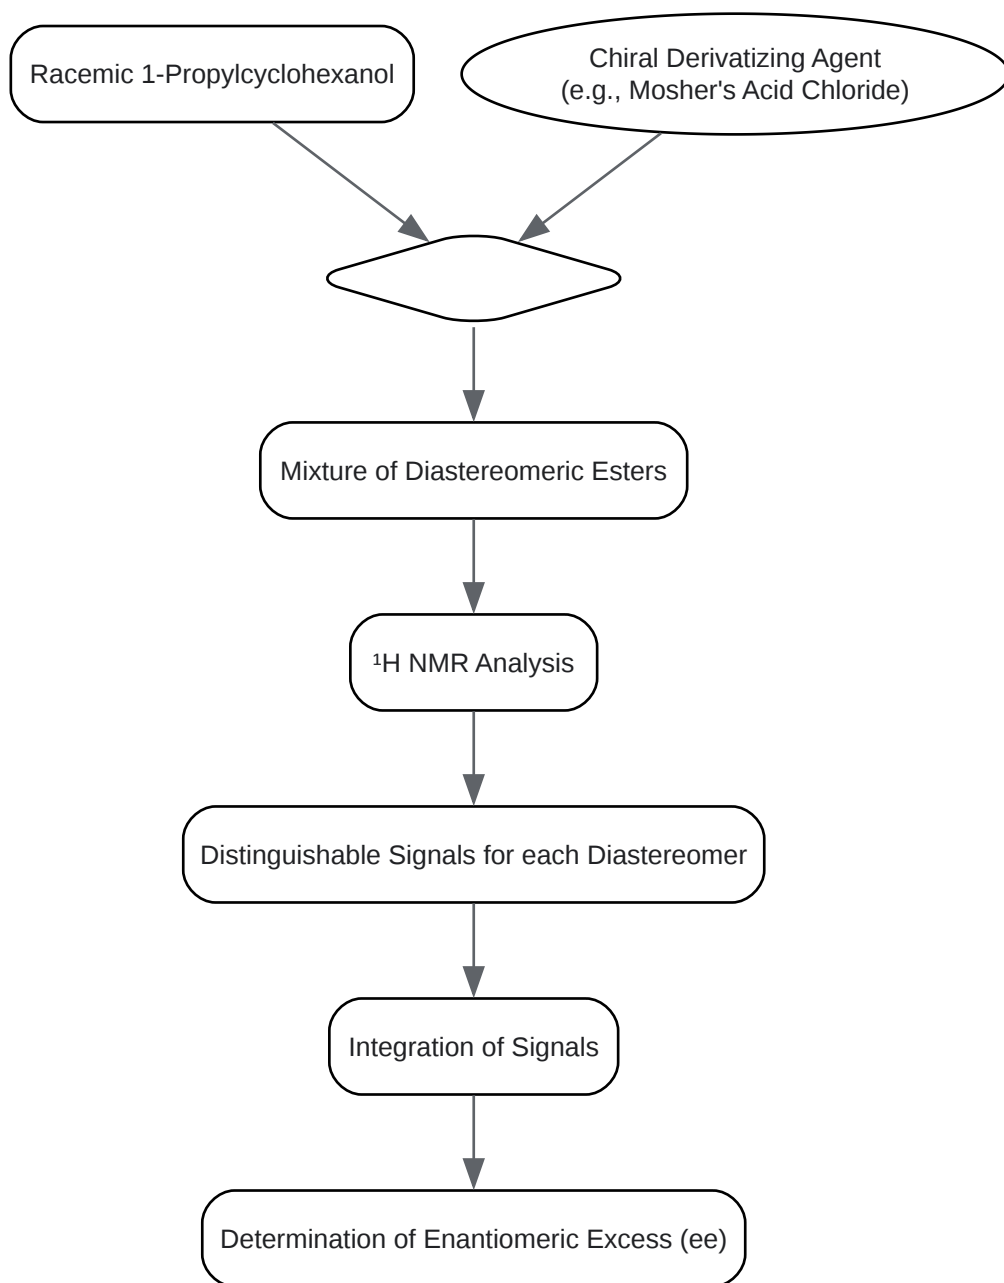 Racemic 1-Propylcyclohexanol
Chiral Derivatizing Agent
(e.g., Mosher's Acid Chloride)
Mixture of Diastereomeric Esters
¹H NMR Analysis
Distinguishable Signals for each Diastereomer
Integration of Signals
Determination of Enantiomeric Excess (ee)